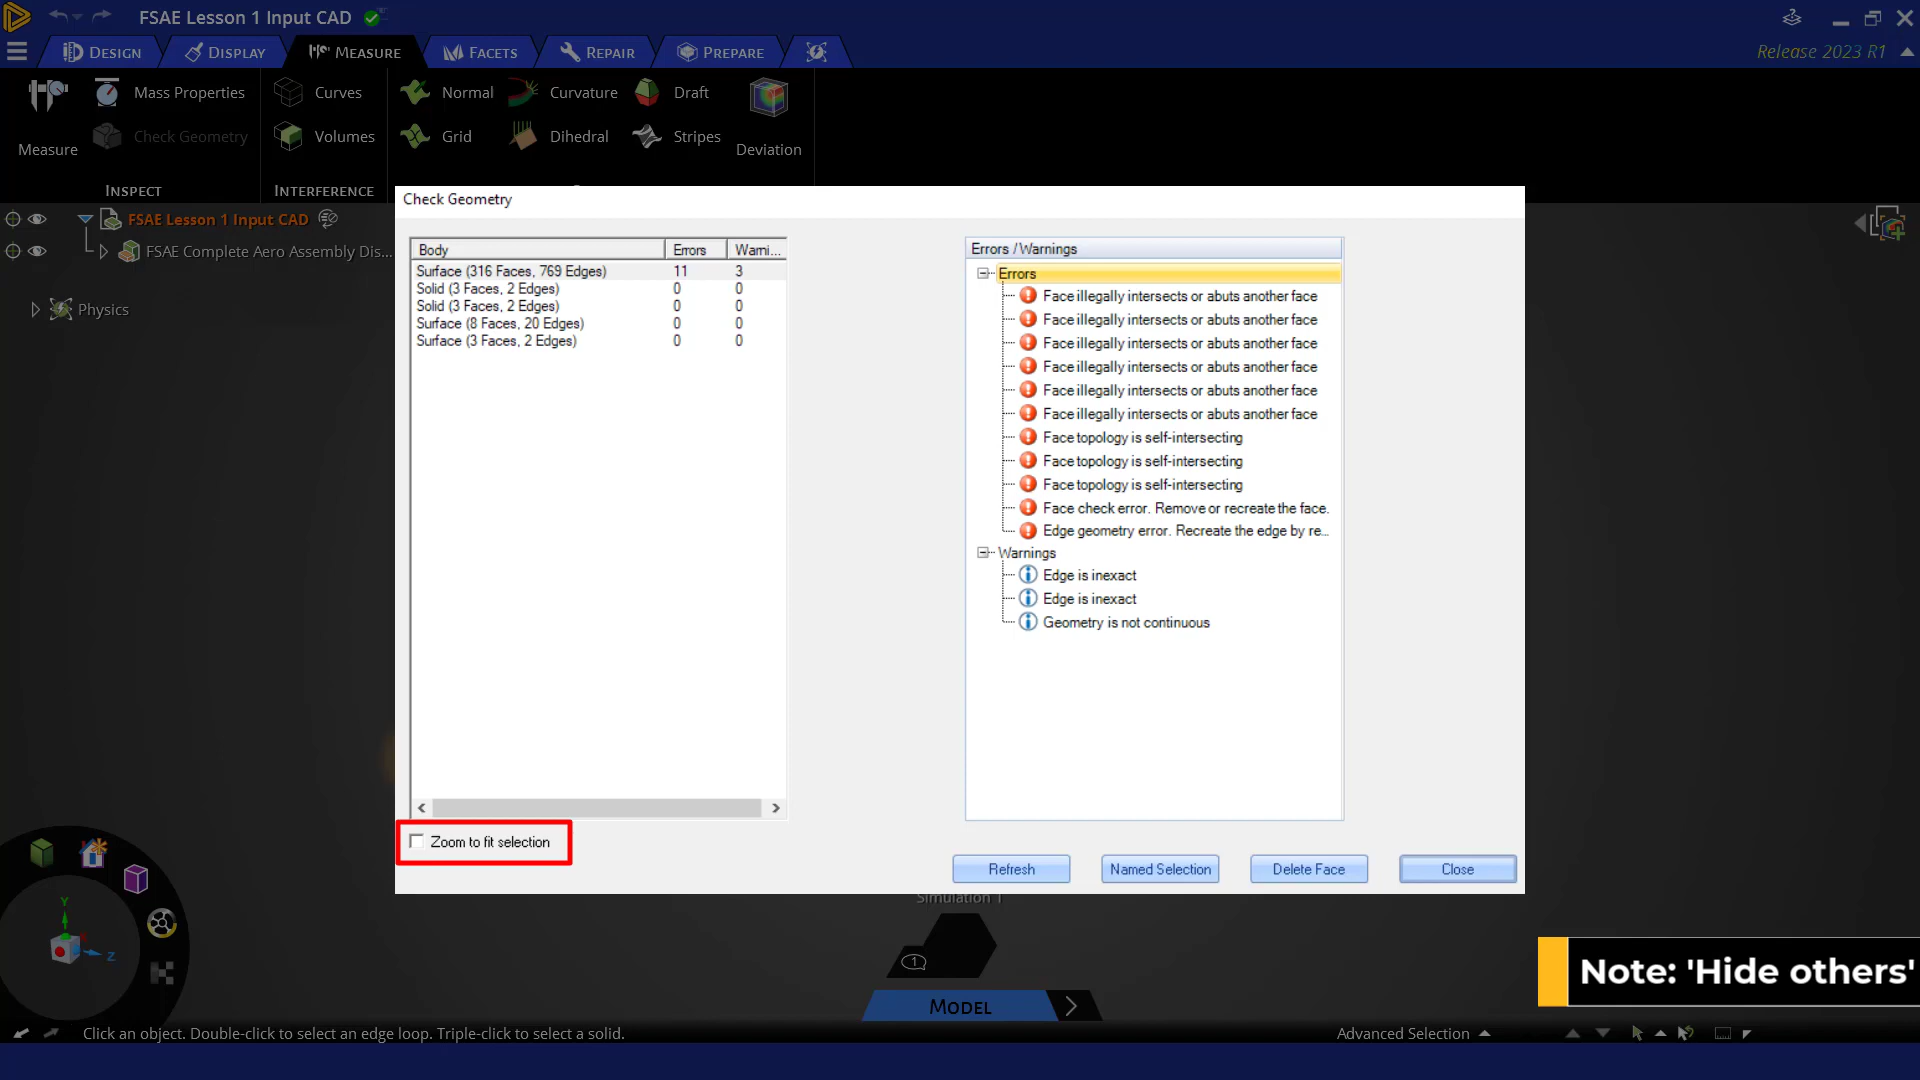 FSAE Lesson 1 Input CAD
DESIGN
DISPLAY
MEASURE
FACETS
REPAIR
PREPARE
Release 2023 R1
Measure
Mass Properties
Check Geometry
INSPECT
Curves
Volumes
INTERFERENCE
Normal
Grid
Curvature
Dihedral
Draft
Stripes
Deviation
FSAE Lesson 1 Input CAD
FSAE Complete Aero Assembly Dis...
Physics
Check Geometry
Body Errors Warni...
Surface (316 Faces, 769 Edges) 11 3
Solid (3 Faces, 2 Edges) 0 0
Solid (3 Faces, 2 Edges) 0 0
Surface (8 Faces, 20 Edges) 0 0
Surface (3 Faces, 2 Edges) 0 0
Zoom to fit selection
Errors / Warnings
Errors
Face illegally intersects or abuts another face
Face illegally intersects or abuts another face
Face illegally intersects or abuts another face
Face illegally intersects or abuts another face
Face illegally intersects or abuts another face
Face illegally intersects or abuts another face
Face topology is self-intersecting
Face topology is self-intersecting
Face topology is self-intersecting
Face check error. Remove or recreate the face.
Edge geometry error. Recreate the edge by re...
Warnings
Edge is inexact
Edge is inexact
Geometry is not continuous
Refresh
Named Selection
Delete Face
Close
Simulation 1
1
MODEL
Y
Z
Note: 'Hide others'
Click an object. Double-click to select an edge loop. Triple-click to select a solid.
Advanced Selection